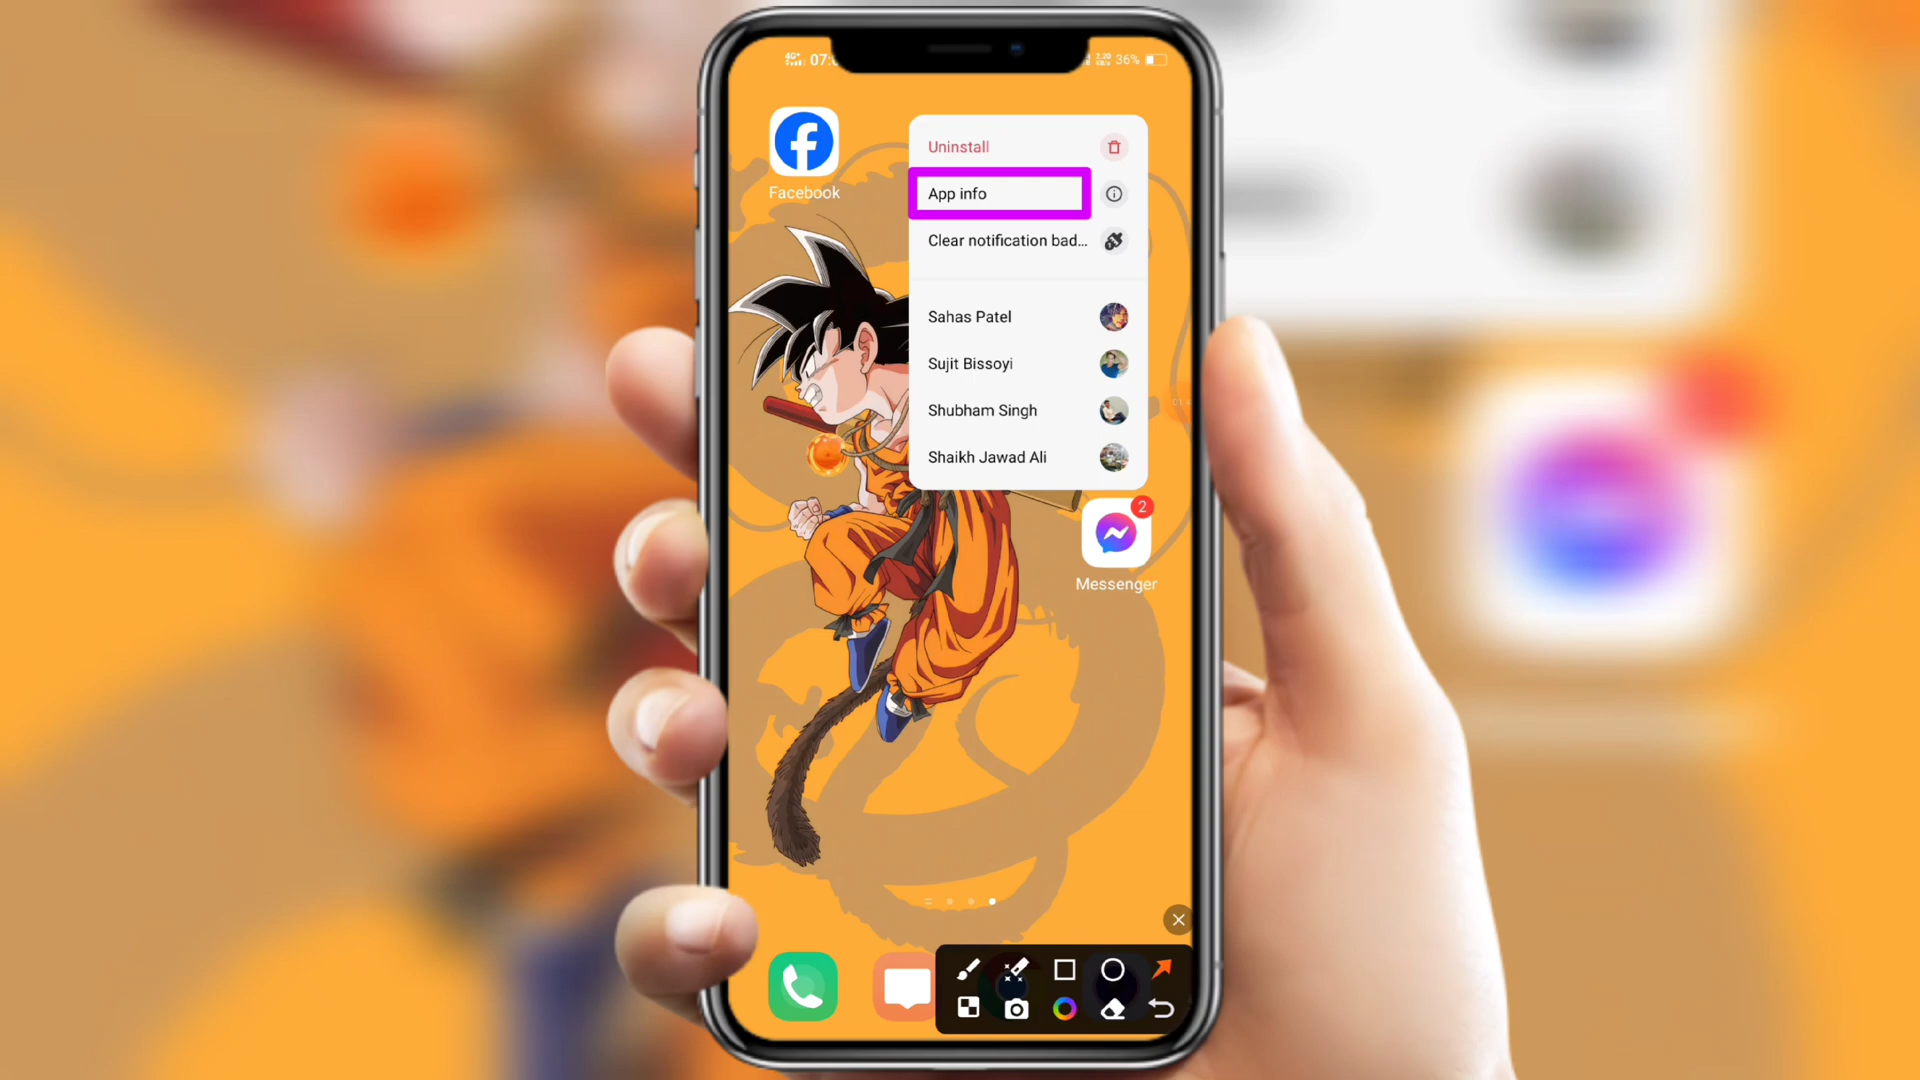 36%
Facebook
Uninstall
App info
Clear notification bad...
Sahas Patel
Sujit Bissoyi
Shubham Singh
Shaikh Jawad Ali
2
Messenger